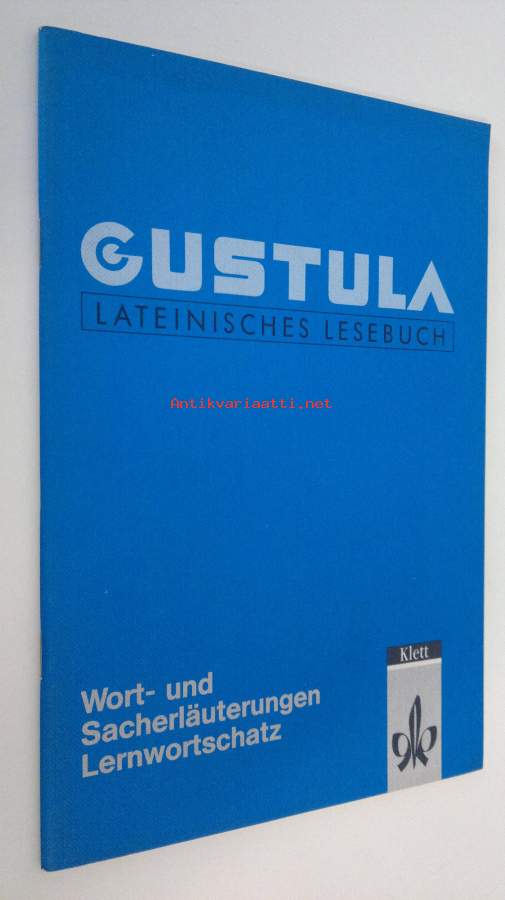 GUSTULA
LATEINISCHES LESEBUCH
Antikvariaatti.net
Wort- und
Sacherläuterungen
Lernwortschatz
Klett